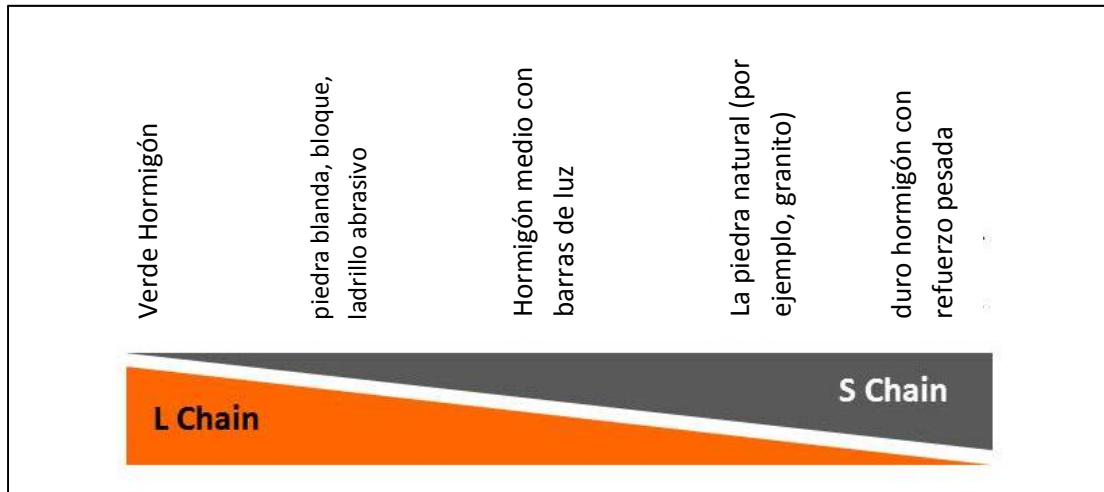 Verde Hormigón
piedra blanda, bloque,
ladrillo abrasivo
Hormigón medio con
barras de luz
La piedra natural (por
ejemplo, granito)
duro hormigón con
refuerzo pesada
L Chain
S Chain